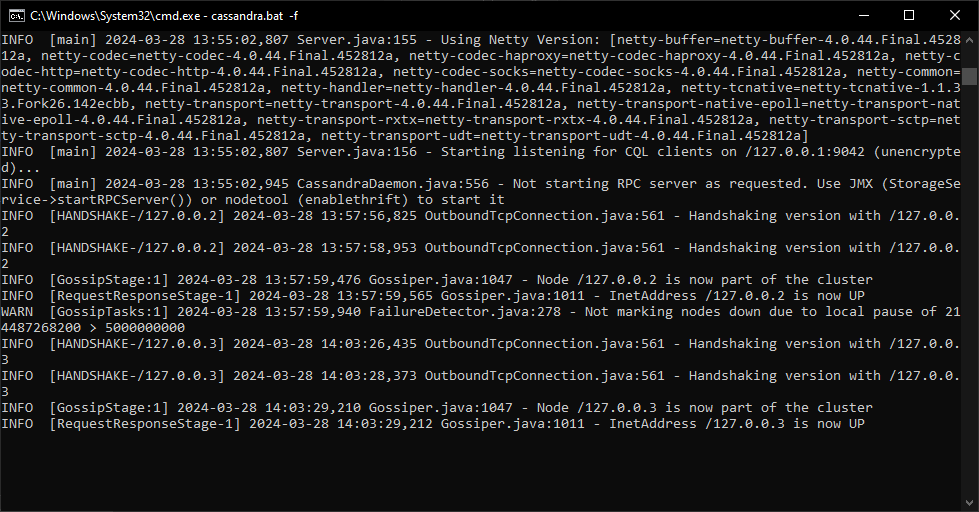 C:\Windows\System32\cmd.exe - cassandra.bat  -f
INFO  [main] 2024-03-28 13:55:02,807 Server.java:155 - Using Netty Version: [netty-buffer=netty-buffer-4.0.44.Final.4528
12a, netty-codec=netty-codec-4.0.44.Final.452812a, netty-codec-haproxy=netty-codec-haproxy-4.0.44.Final.452812a, netty-c
odec-http=netty-codec-http-4.0.44.Final.452812a, netty-codec-socks=netty-codec-socks-4.0.44.Final.452812a, netty-common=
netty-common-4.0.44.Final.452812a, netty-handler=netty-handler-4.0.44.Final.452812a, netty-tcnative=netty-tcnative-1.1.3
3.Fork26.142ecbb, netty-transport=netty-transport-4.0.44.Final.452812a, netty-transport-native-epoll=netty-transport-nat
ive-epoll-4.0.44.Final.452812a, netty-transport-rxtx=netty-transport-rxtx-4.0.44.Final.452812a, netty-transport-sctp=net
ty-transport-sctp-4.0.44.Final.452812a, netty-transport-udt=netty-transport-udt-4.0.44.Final.452812a]
INFO  [main] 2024-03-28 13:55:02,807 Server.java:156 - Starting listening for CQL clients on /127.0.0.1:9042 (unencrypte
d)...
INFO  [main] 2024-03-28 13:55:02,945 CassandraDaemon.java:556 - Not starting RPC server as requested. Use JMX (StorageSe
rvice->startRPCServer()) or nodetool (enablethrift) to start it
INFO  [HANDSHAKE-/127.0.0.2] 2024-03-28 13:57:56,825 OutboundTcpConnection.java:561 - Handshaking version with /127.0.0.
2
INFO  [HANDSHAKE-/127.0.0.2] 2024-03-28 13:57:58,953 OutboundTcpConnection.java:561 - Handshaking version with /127.0.0.
2
INFO  [GossipStage:1] 2024-03-28 13:57:59,476 Gossiper.java:1047 - Node /127.0.0.2 is now part of the cluster
INFO  [RequestResponseStage-1] 2024-03-28 13:57:59,565 Gossiper.java:1011 - InetAddress /127.0.0.2 is now UP
WARN  [GossipTasks:1] 2024-03-28 13:57:59,940 FailureDetector.java:278 - Not marking nodes down due to local pause of 21
4487268200 > 5000000000
INFO  [HANDSHAKE-/127.0.0.3] 2024-03-28 14:03:26,435 OutboundTcpConnection.java:561 - Handshaking version with /127.0.0.
3
INFO  [HANDSHAKE-/127.0.0.3] 2024-03-28 14:03:28,373 OutboundTcpConnection.java:561 - Handshaking version with /127.0.0.
3
INFO  [GossipStage:1] 2024-03-28 14:03:29,210 Gossiper.java:1047 - Node /127.0.0.3 is now part of the cluster
INFO  [RequestResponseStage-1] 2024-03-28 14:03:29,212 Gossiper.java:1011 - InetAddress /127.0.0.3 is now UP